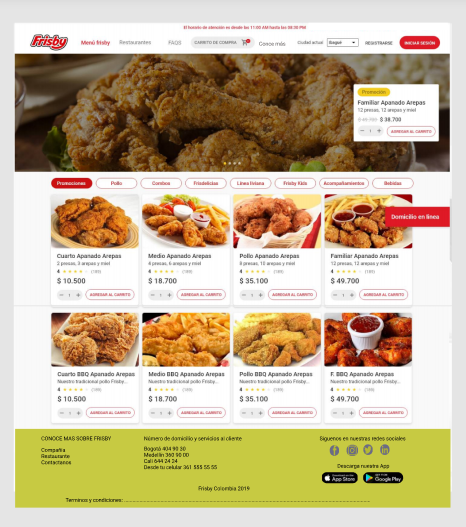 El horario de atención es desde las 11:00 AM hasta las 08:30 PM
Frisby
Menú frisby
Restaurantes
FAQS
CARRITO DE COMPRA
Conoce más
Ciudad actual
Ibagué
REGISTRARSE
INICIAR SESIÓN
Promoción
Familiar Apanado Arepas
12 presas, 12 arepas y miel
$ 38.700
1
AGREGAR AL CARRITO
Promociones
Pollo
Combos
Frisdelicias
Línea liviana
Frisby Kids
Acompañamientos
Bebidas
Domicilio en línea
Cuarto Apanado Arepas
2 presas, 3 arepas y miel
4 (189)
$ 10.500
1 AGREGAR AL CARRITO
Medio Apanado Arepas
4 presas, 6 arepas y miel
4 (189)
$ 18.700
1 AGREGAR AL CARRITO
Pollo Apanado Arepas
8 presas, 10 arepas y miel
4 (189)
$ 35.100
1 AGREGAR AL CARRITO
Familiar Apanado Arepas
12 presas, 12 arepas y miel
4 (189)
$ 49.700
1 AGREGAR AL CARRITO
Cuarto BBQ Apanado Arepas
Nuestro tradicional pollo Frisby...
4 (189)
$ 10.500
1 AGREGAR AL CARRITO
Medio BBQ Apanado Arepas
Nuestro tradicional pollo Frisby...
4 (189)
$ 18.700
1 AGREGAR AL CARRITO
Pollo BBQ Apanado Arepas
Nuestro tradicional pollo Frisby...
4 (189)
$ 35.100
1 AGREGAR AL CARRITO
F. BBQ Apanado Arepas
Nuestro tradicional pollo Frisby...
4 (189)
$ 49.700
1 AGREGAR AL CARRITO
CONOCE MAS SOBRE FRISBY
Compañia
Restaurante
Contactanos
Número de domicilio y servicios al cliente
Bogotá 404 90 30
Medellín 360 90 00
Cali 644 24 24
Desde tu celular 361 555 55 55
Siguenos en nuestras redes sociales
Descarga nuestra App
App Store
Google Play
Frisby Colombia 2019
Terminos y condiciones: